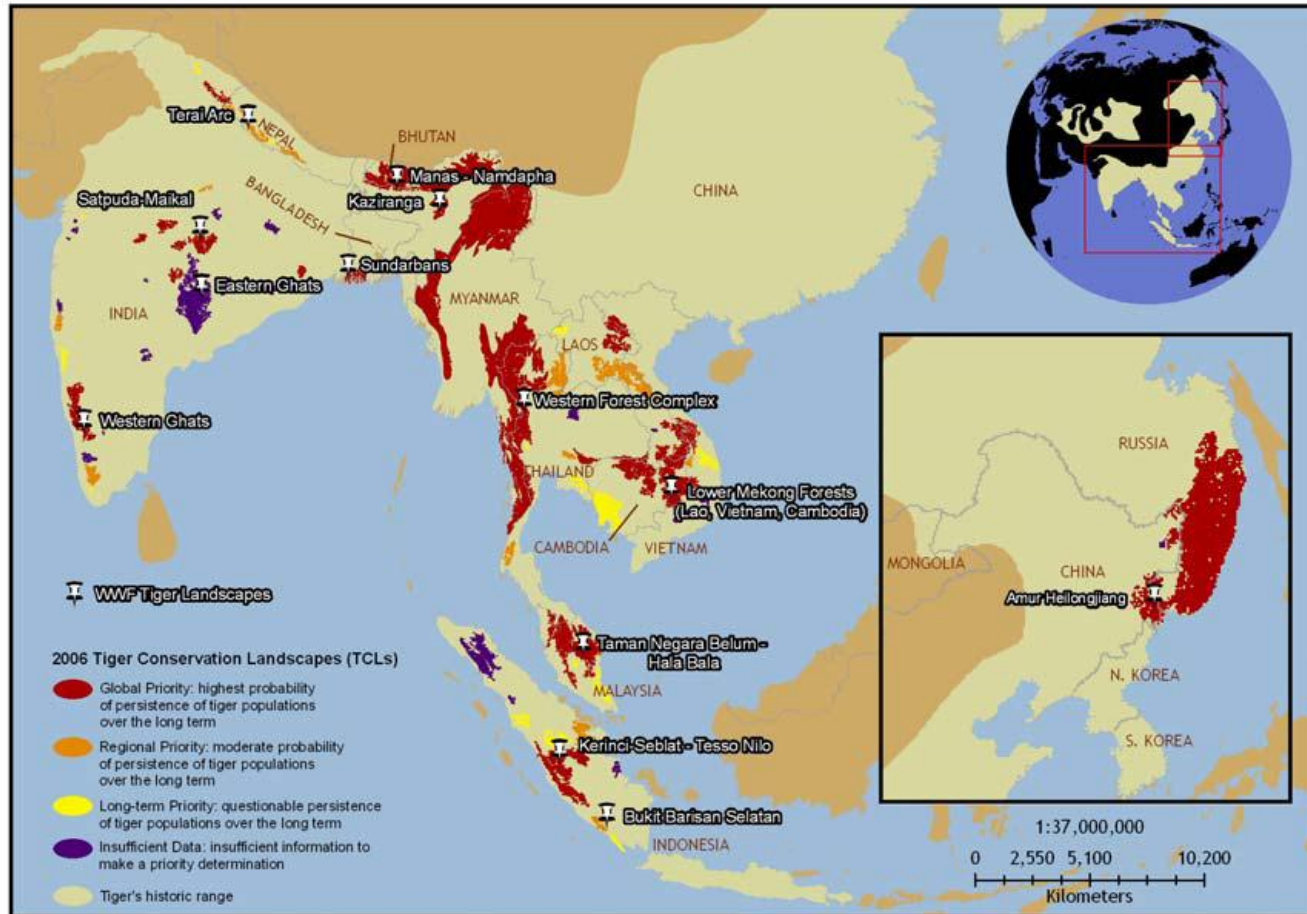 Terai Arc
NEPAL
BHUTAN
Manas - Namdapha
Kaziranga
CHINA
Satpuda-Maikal
BANGLADESH
Sundarbans
Eastern Ghats
INDIA
MYANMAR
LAOS
Western Forest Complex
Western Ghats
THAILAND
Lower Mekong Forests
(Lao, Vietnam, Cambodia)
CAMBODIA
VIETNAM
WWF Tiger Landscapes
Taman Negara Belum -
Hala Bala
MALAYSIA
Kerinci-Seblat - Tesso Nilo
Bukit Barisan Selatan
INDONESIA
2006 Tiger Conservation Landscapes (TCLs)
Global Priority: highest probability
of persistence of tiger populations
over the long term
Regional Priority: moderate probability
of persistence of tiger populations
over the long term
Long-term Priority: questionable persistence
of tiger populations over the long term
Insufficient Data: insufficient information to
make a priority determination
Tiger's historic range
RUSSIA
MONGOLIA
CHINA
Amur Heilongjiang
N. KOREA
S. KOREA
1:37,000,000
0 2,550 5,100 10,200
Kilometers